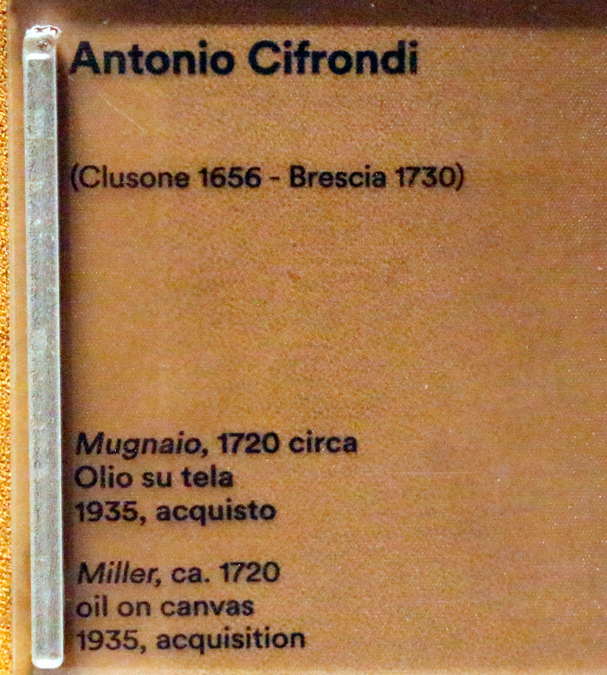 Antonio Cifrondi
(Clusone 1656 - Brescia 1730)
Mugnaio, 1720 circa
Olio su tela
1935, acquisto
Miller, ca. 1720
oil on canvas
1935, acquisition